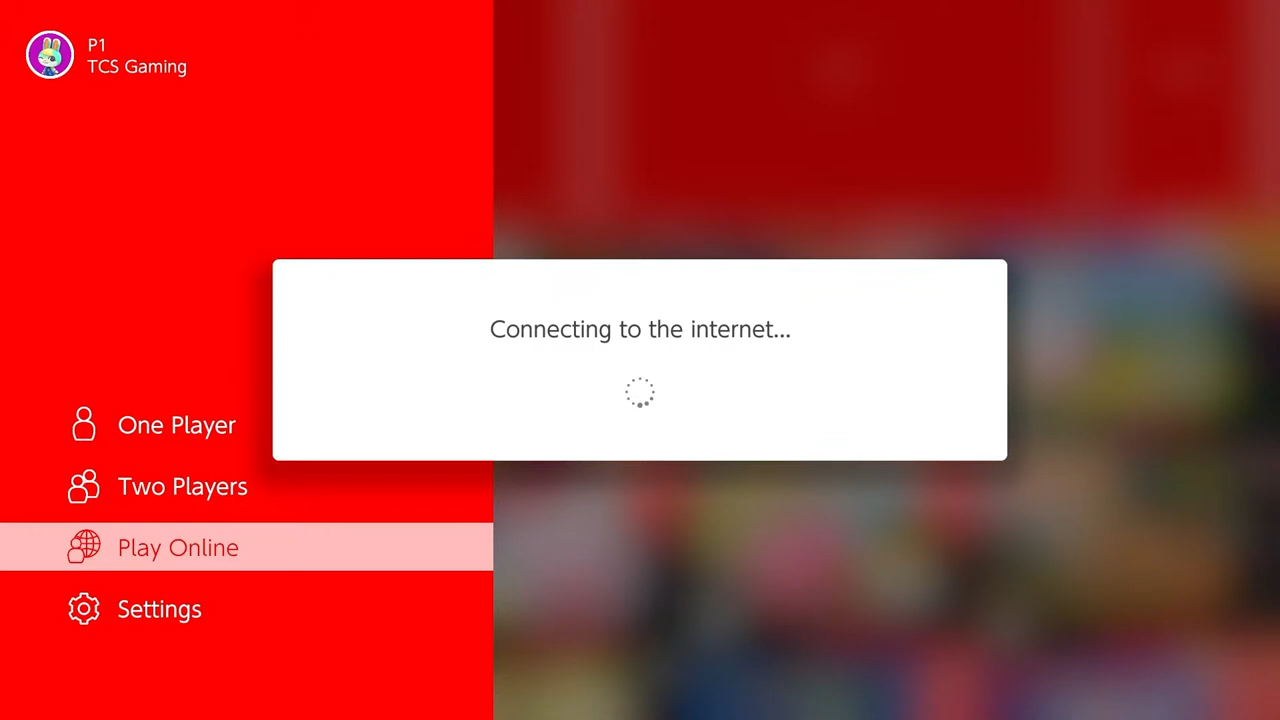 P1
TCS Gaming
Connecting to the internet...
One Player
Two Players
Play Online
Settings